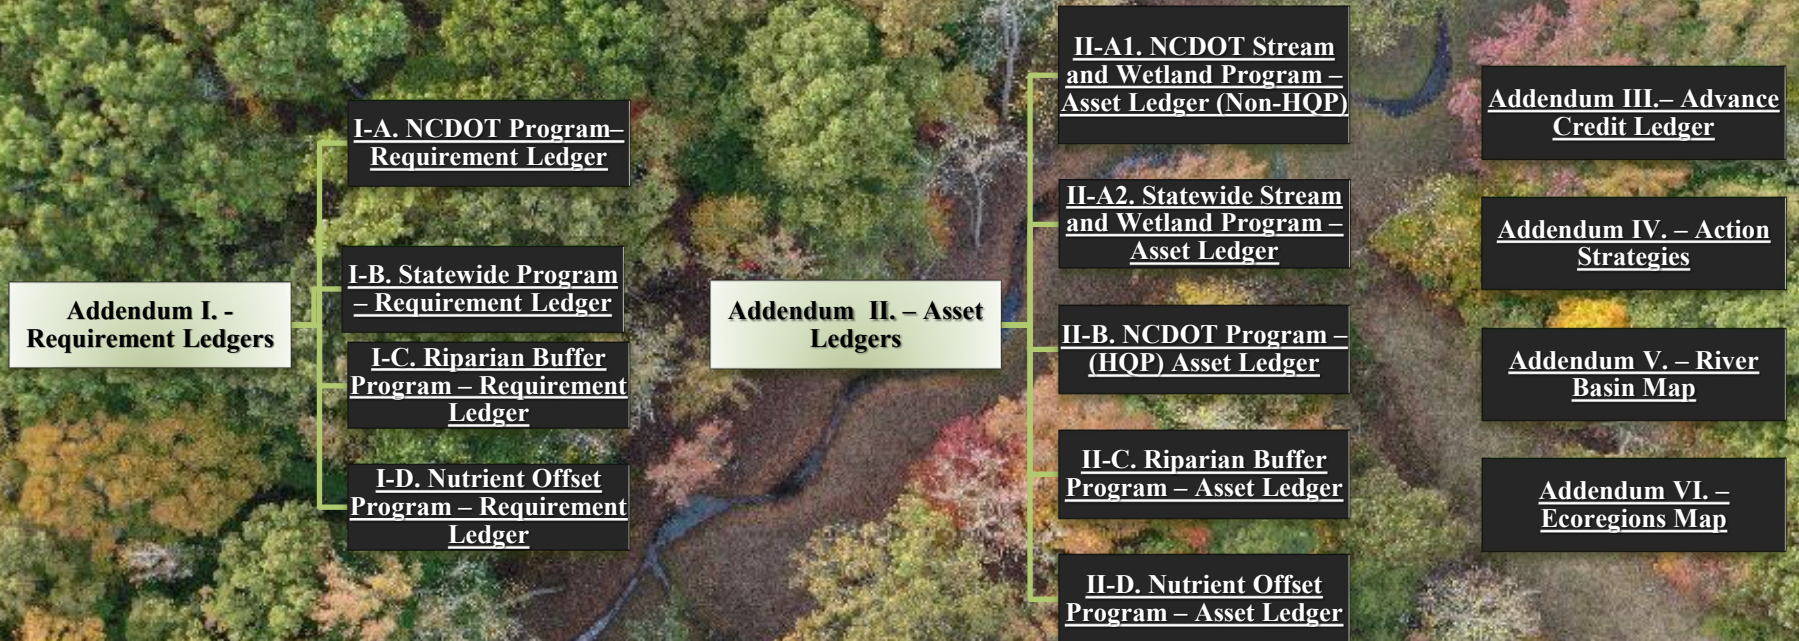 Addendum I. -
Requirement Ledgers
I-A. NCDOT Program–
Requirement Ledger
I-B. Statewide Program
– Requirement Ledger
I-C. Riparian Buffer
Program – Requirement
Ledger
I-D. Nutrient Offset
Program – Requirement
Ledger
Addendum  II. – Asset
Ledgers
II-A1. NCDOT Stream
and Wetland Program –
Asset Ledger (Non-HQP)
II-A2. Statewide Stream
and Wetland Program –
Asset Ledger
II-B. NCDOT Program –
(HQP) Asset Ledger
II-C. Riparian Buffer
Program – Asset Ledger
II-D. Nutrient Offset
Program – Asset Ledger
Addendum III.– Advance
Credit Ledger
Addendum IV. – Action
Strategies
Addendum V. – River
Basin Map
Addendum VI. –
Ecoregions Map